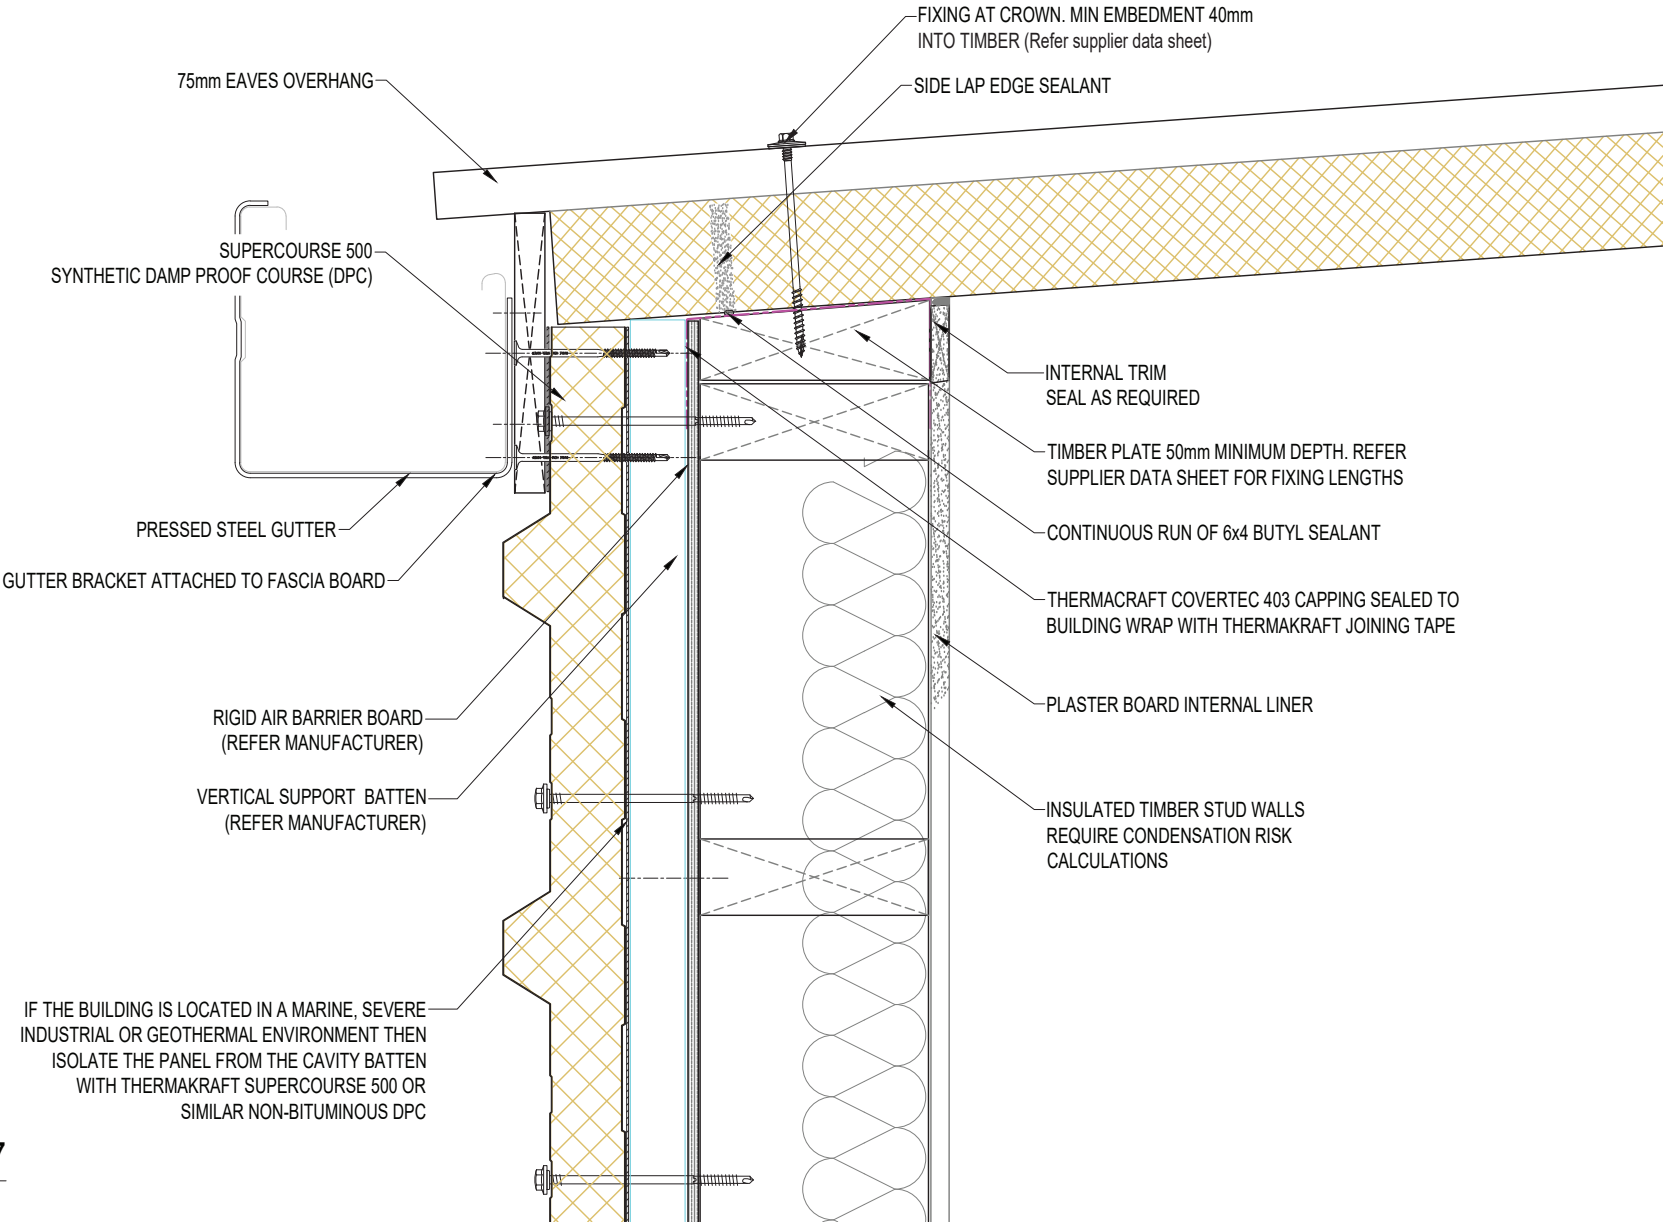 FIXING AT CROWN. MIN EMBEDMENT 40mm
INTO TIMBER (Refer supplier data sheet)
75mm EAVES OVERHANG
SIDE LAP EDGE SEALANT
SUPERCOURSE 500
SYNTHETIC DAMP PROOF COURSE (DPC)
INTERNAL TRIM
SEAL AS REQUIRED
TIMBER PLATE 50mm MINIMUM DEPTH. REFER
SUPPLIER DATA SHEET FOR FIXING LENGTHS
PRESSED STEEL GUTTER
CONTINUOUS RUN OF 6x4 BUTYL SEALANT
GUTTER BRACKET ATTACHED TO FASCIA BOARD
THERMACRAFT COVERTEC 403 CAPPING SEALED TO
BUILDING WRAP WITH THERMAKRAFT JOINING TAPE
RIGID AIR BARRIER BOARD
(REFER MANUFACTURER)
PLASTER BOARD INTERNAL LINER
VERTICAL SUPPORT BATTEN
(REFER MANUFACTURER)
INSULATED TIMBER STUD WALLS
REQUIRE CONDENSATION RISK
CALCULATIONS
IF THE BUILDING IS LOCATED IN A MARINE, SEVERE
INDUSTRIAL OR GEOTHERMAL ENVIRONMENT THEN
ISOLATE THE PANEL FROM THE CAVITY BATTEN
WITH THERMAKRAFT SUPERCOURSE 500 OR
SIMILAR NON-BITUMINOUS DPC